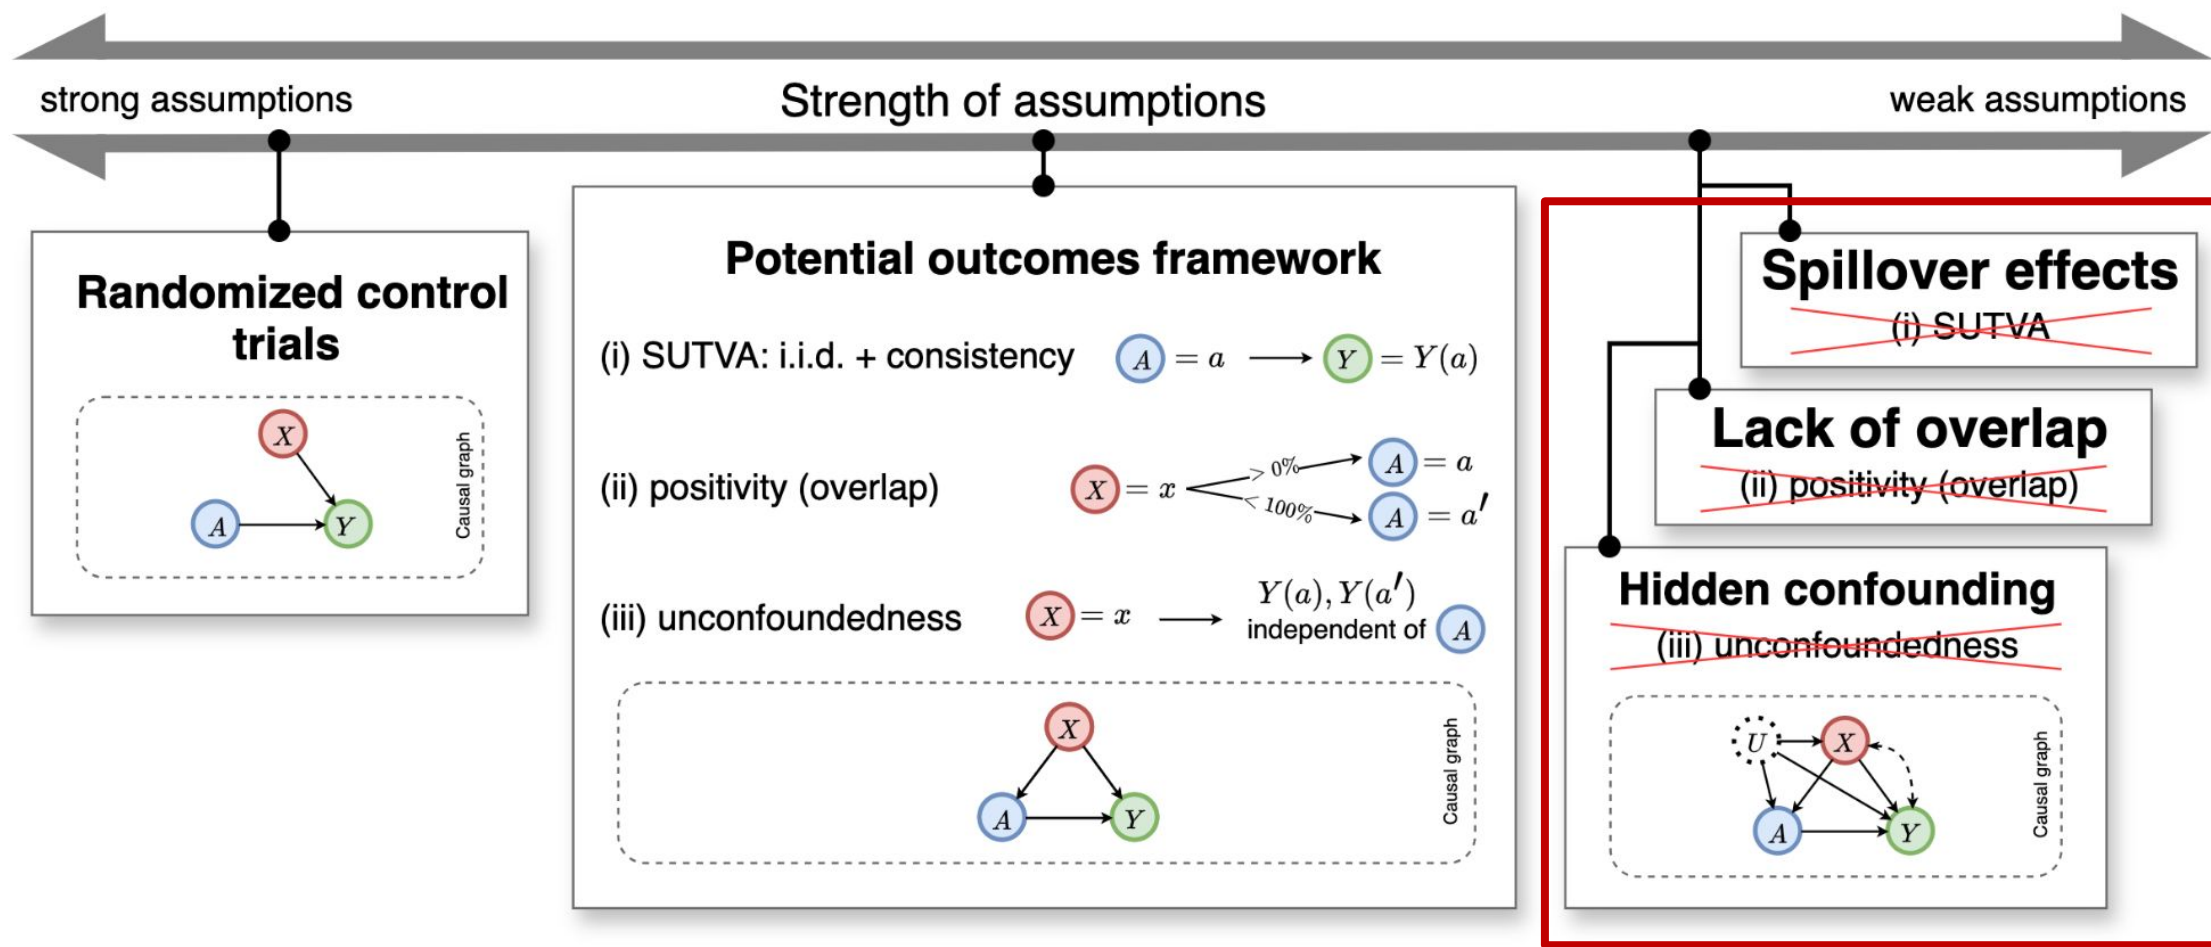 strong assumptions
Strength of assumptions
weak assumptions
Randomized control
trials
X
A
Y
Causal graph
Potential outcomes framework
(i) SUTVA: i.i.d. + consistency A = a Y = Y(a)
(ii) positivity (overlap) X = x > 0% A = a
< 100% A = a′
(iii) unconfoundedness X = x Y(a), Y(a′)
independent of A
X
A
Y
Causal graph
Spillover effects
(i) SUTVA
Lack of overlap
(ii) positivity (overlap)
Hidden confounding
(iii) unconfoundedness
U X
A Y
Causal graph